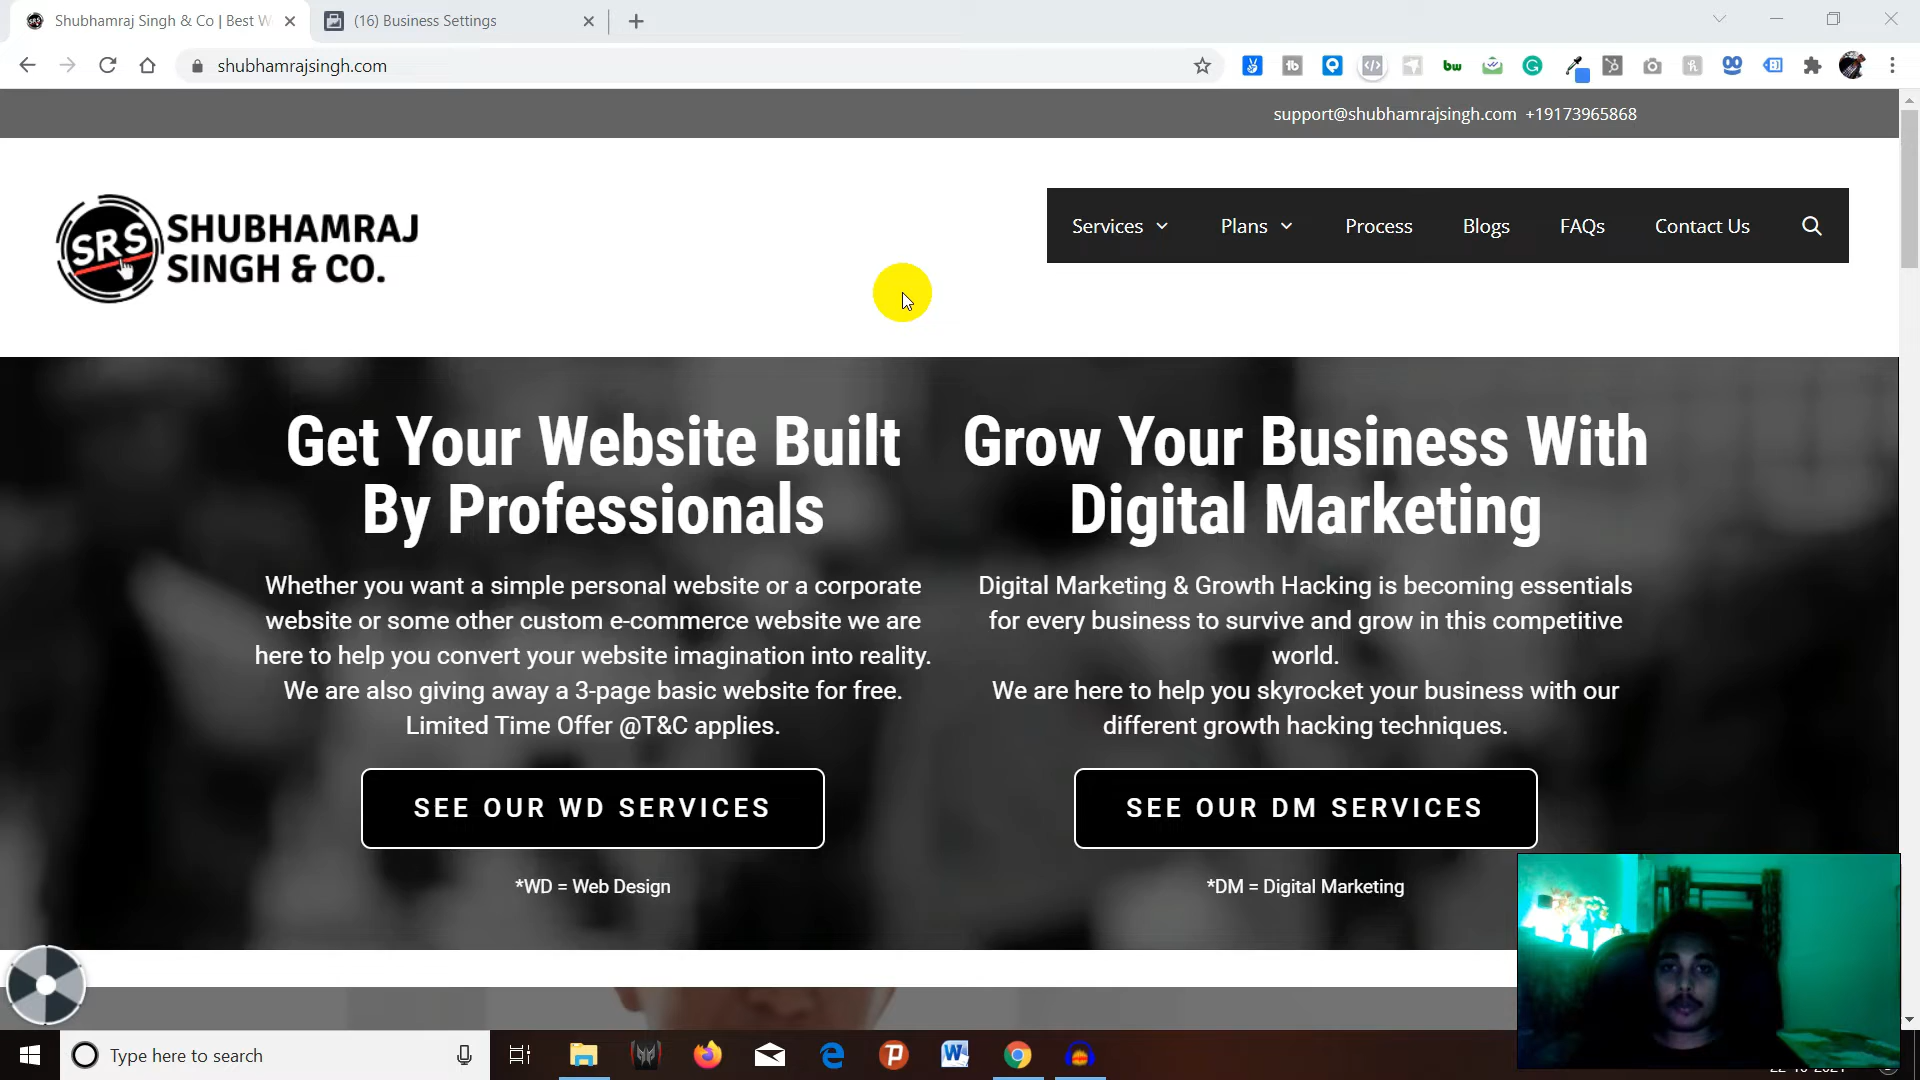 Shubhamraj Singh & Co | Best W
(16) Business Settings
shubhamrajsingh.com
support@shubhamrajsingh.com +19173965868
SRS
SHUBHAMRAJ
SINGH & CO.
Services
Plans
Process
Blogs
FAQs
Contact Us
Get Your Website Built
By Professionals
Whether you want a simple personal website or a corporate
website or some other custom e-commerce website we are
here to help you convert your website imagination into reality.
We are also giving away a 3-page basic website for free.
Limited Time Offer @T&C applies.
SEE OUR WD SERVICES
*WD = Web Design
Grow Your Business With
Digital Marketing
Digital Marketing & Growth Hacking is becoming essentials
for every business to survive and grow in this competitive
world.
We are here to help you skyrocket your business with our
different growth hacking techniques.
SEE OUR DM SERVICES
*DM = Digital Marketing
Type here to search